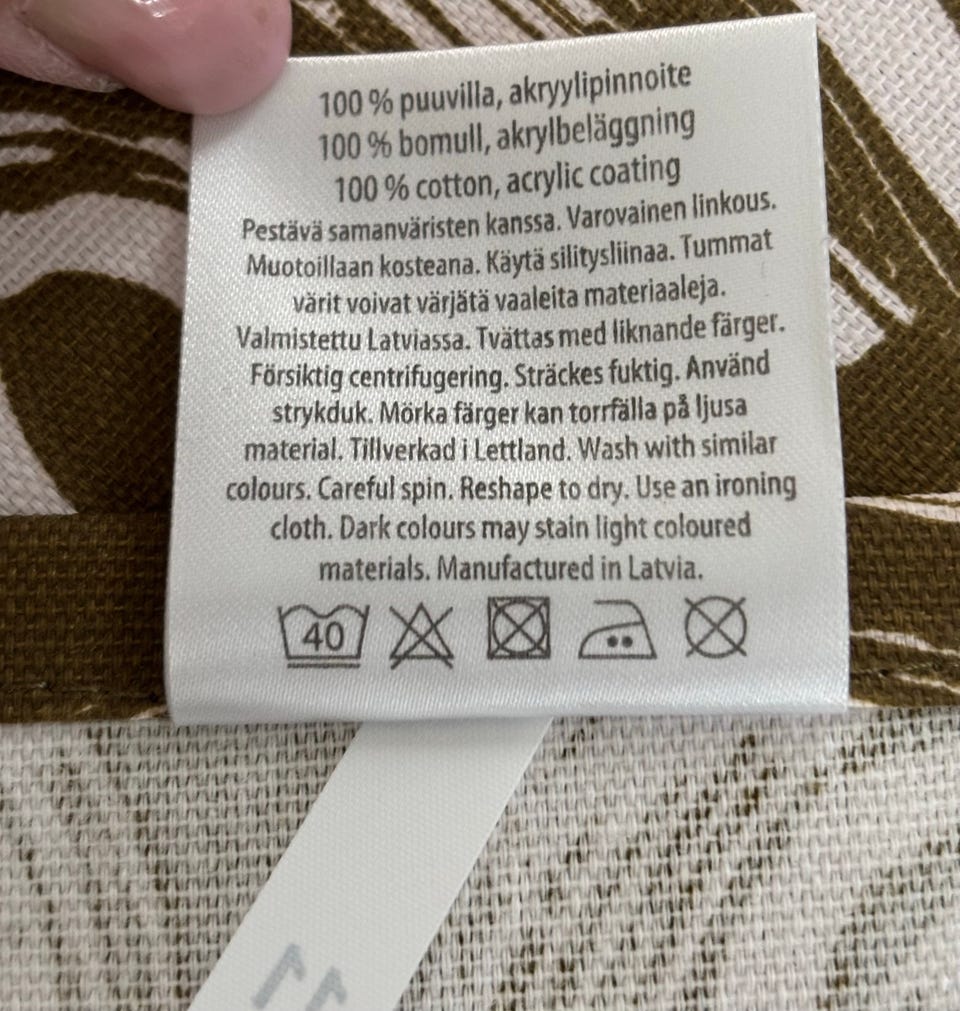 100 % puuvilla, akryylipinnoite
100 % bomull, akrylbeläggning
100 % cotton, acrylic coating
Pestävä samanväristen kanssa. Varovainen linkous.
Muotoillaan kosteana. Käytä silitysliinaa. Tummat
värit voivat värjätä vaaleita materiaaleja.
Valmistettu Latviassa. Tvättas med liknande färger.
Försiktig centrifugering. Sträckes fuktig. Använd
strykduk. Mörka färger kan torrfälla på ljusa
material. Tillverkad i Lettland. Wash with similar
colours. Careful spin. Reshape to dry. Use an ironing
cloth. Dark colours may stain light coloured
materials. Manufactured in Latvia.
40